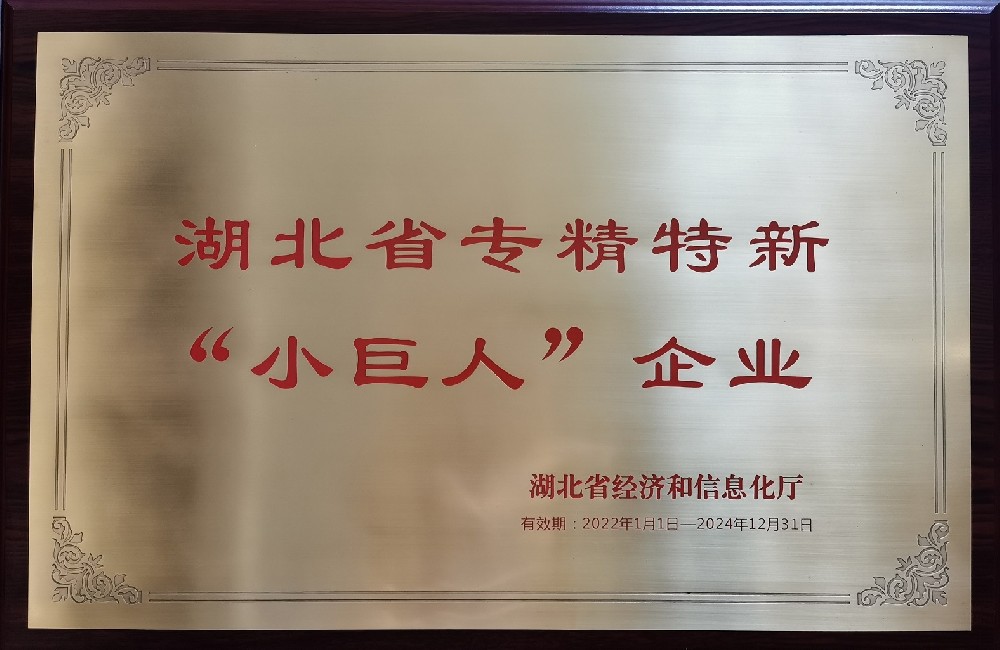 湖北省专精特新
“小巨人”企业
湖北省经济和信息化厅
有效期：2022年1月1日—2024年12月31日